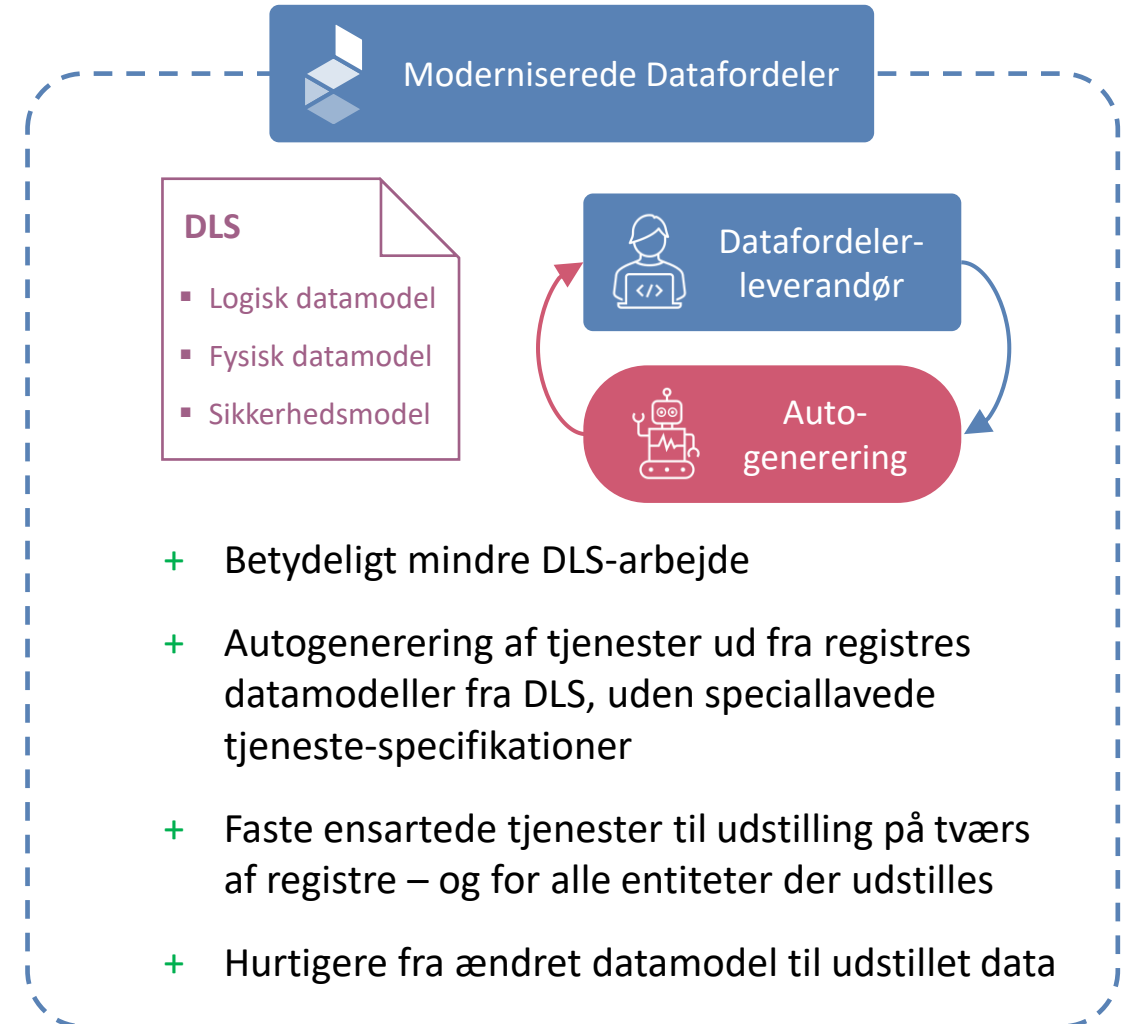 Moderniserede Datafordeler
DLS
▪ Logisk datamodel
▪ Fysisk datamodel
▪ Sikkerhedsmodel
Datafordeler-
leverandør
</>
Auto-
generering
+ Betydeligt mindre DLS-arbejde
+ Autogenerering af tjenester ud fra registres
datamodeller fra DLS, uden speciallavede
tjeneste-specifikationer
+ Faste ensartede tjenester til udstilling på tværs
af registre – og for alle entiteter der udstilles
+ Hurtigere fra ændret datamodel til udstillet data